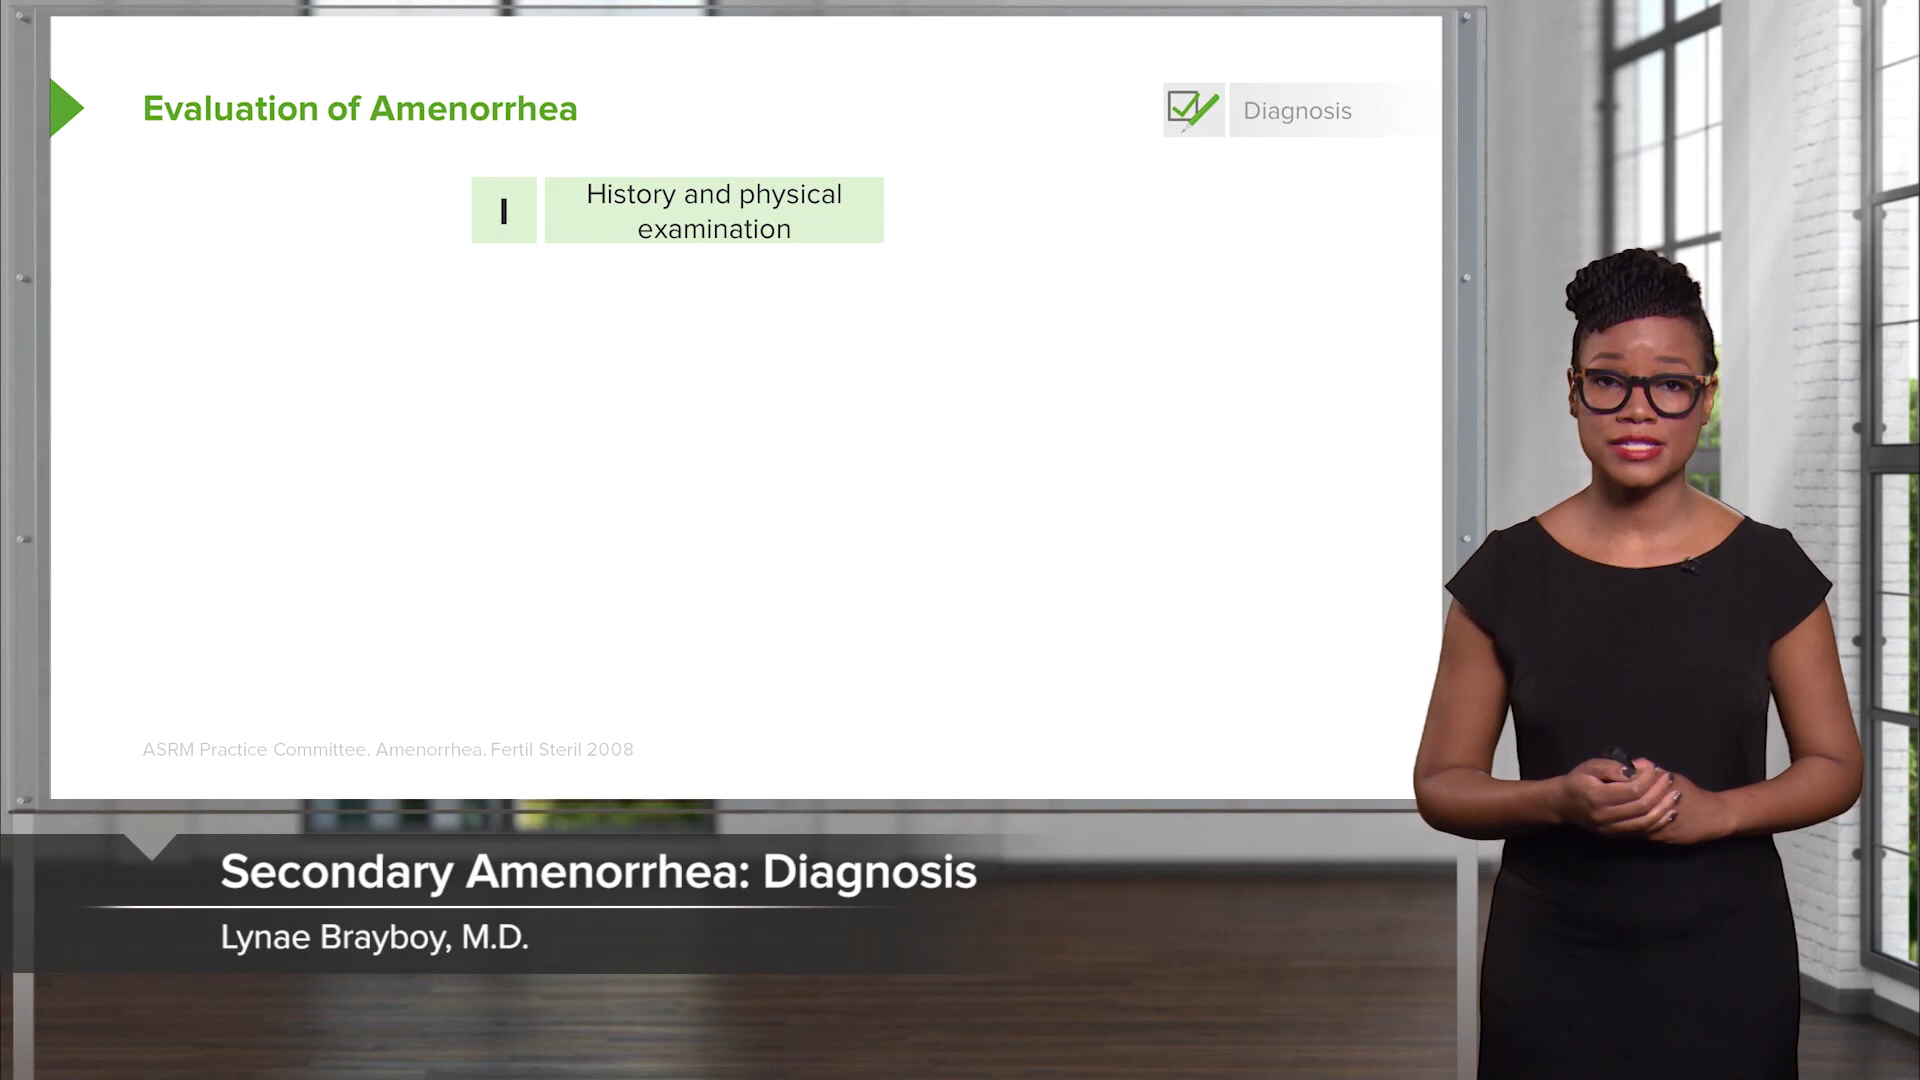 Evaluation of Amenorrhea
Diagnosis
I
History and physical
examination
ASRM Practice Committee. Amenorrhea. Fertil Steril 2008
Secondary Amenorrhea: Diagnosis
Lynae Brayboy, M.D.